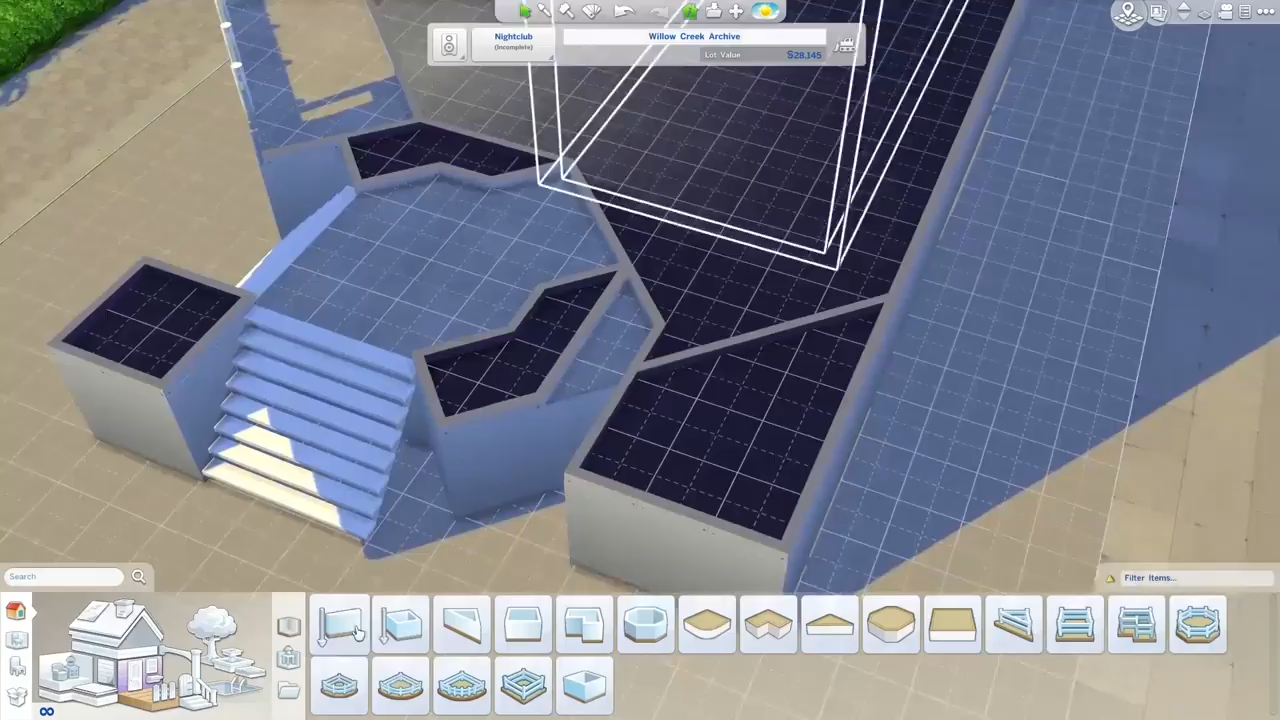 Nightclub
(Incomplete)
Willow Creek Archive
Lot Value
§28,145
Search
Filter Items...